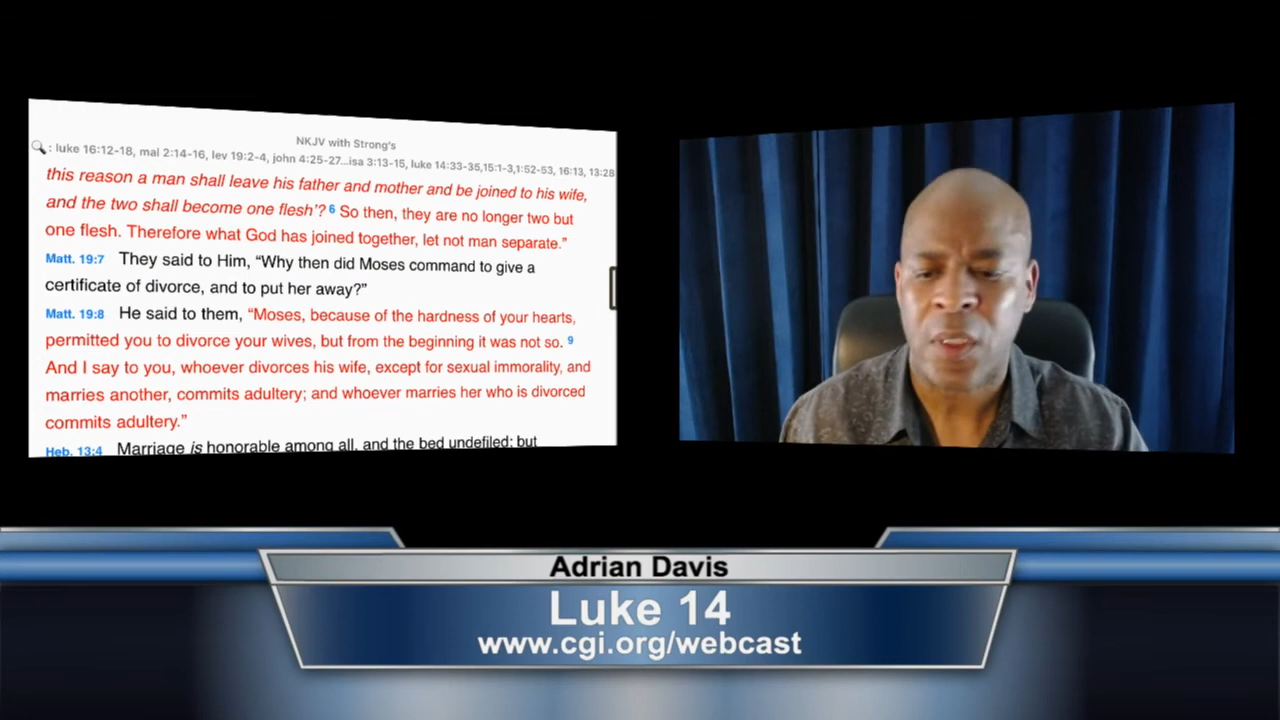 NKJV with Strong's
: luke 16:12-18, mal 2:14-16, lev 19:2-4, john 4:25-27...isa 3:13-15, luke 14:33-35,15:1-3,1:52-53, 16:13, 13:28
this reason a man shall leave his father and mother and be joined to his wife,
and the two shall become one flesh'? 6 So then, they are no longer two but
one flesh. Therefore what God has joined together, let not man separate.”
Matt. 19:7 They said to Him, “Why then did Moses command to give a
certificate of divorce, and to put her away?”
Matt. 19:8 He said to them, “Moses, because of the hardness of your hearts,
permitted you to divorce your wives, but from the beginning it was not so. 9
And I say to you, whoever divorces his wife, except for sexual immorality, and
marries another, commits adultery; and whoever marries her who is divorced
commits adultery.”
Heb. 13:4 Marriage is honorable among all, and the bed undefiled; but
Adrian Davis
Luke 14
www.cgi.org/webcast